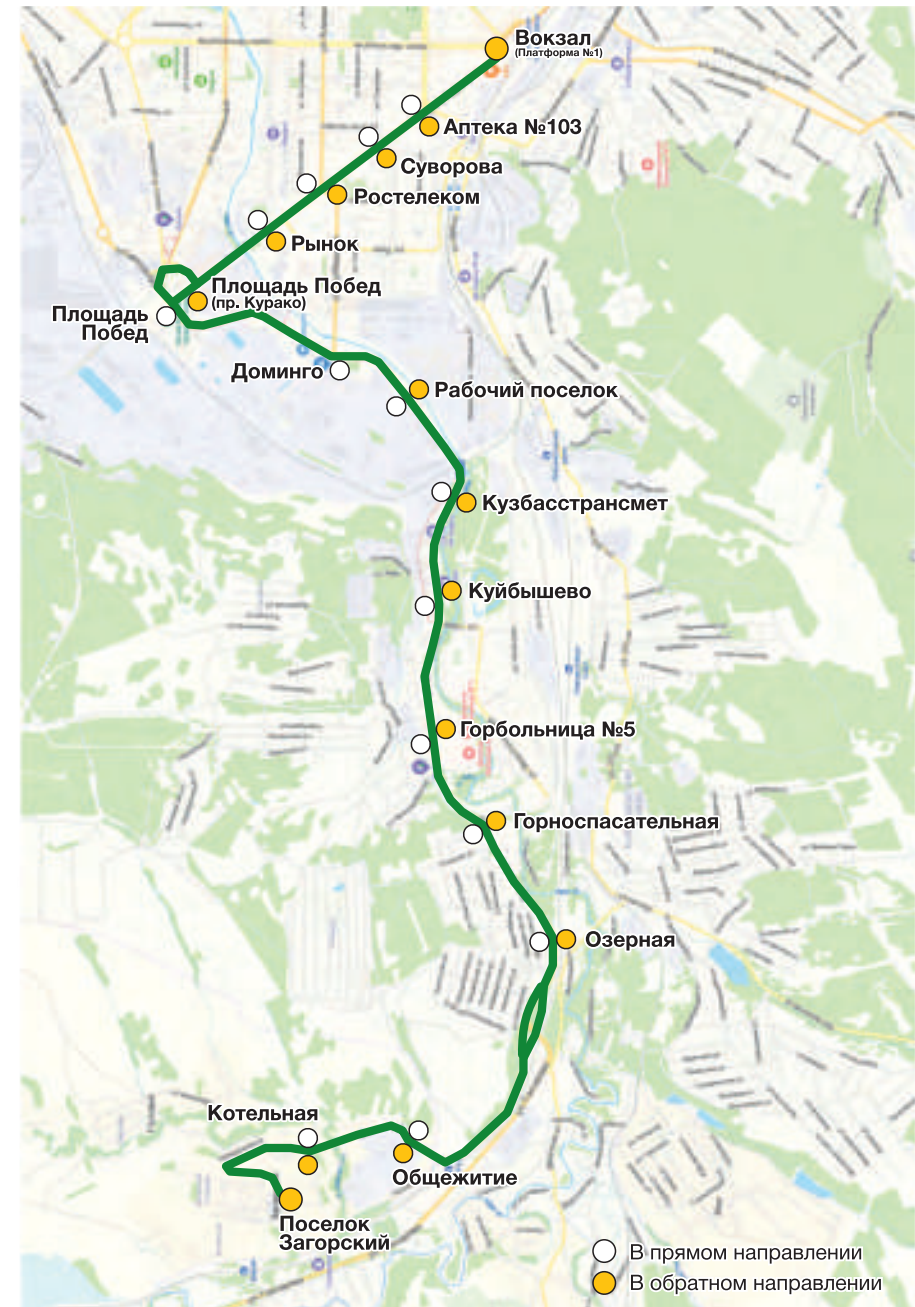 Вокзал
(Платформа №1)
Аптека №103
Суворова
Ростелеком
Рынок
Площадь Побед
(пр. Курако)
Площадь
Побед
Доминго
Рабочий поселок
Кузбасстрансмет
Куйбышево
Горбольница №5
Горноспасательная
Озерная
Котельная
Общежитие
Поселок
Загорский
В прямом направлении
В обратном направлении